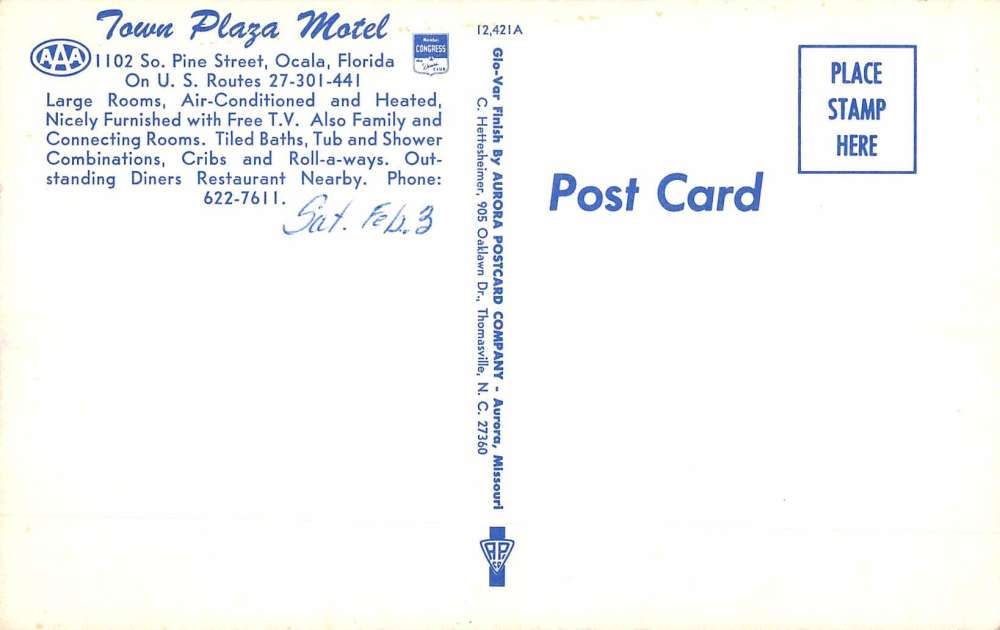 Town Plaza Motel
AAA
1102 So. Pine Street, Ocala, Florida
On U. S. Routes 27-301-441
Large Rooms, Air-Conditioned and Heated,
Nicely Furnished with Free T.V. Also Family and
Connecting Rooms. Tiled Baths, Tub and Shower
Combinations, Cribs and Roll-a-ways. Out-
standing Diners Restaurant Nearby. Phone:
622-7611.
Sat. Feb. 3
Member
CONGRESS
12,421A
Glo-Var Finish By AURORA POSTCARD COMPANY - Aurora, Missouri
C. Hettesheimer, 905 Oaklawn Dr., Thomasville, N. C. 27360
APCO
Post Card
PLACE
STAMP
HERE